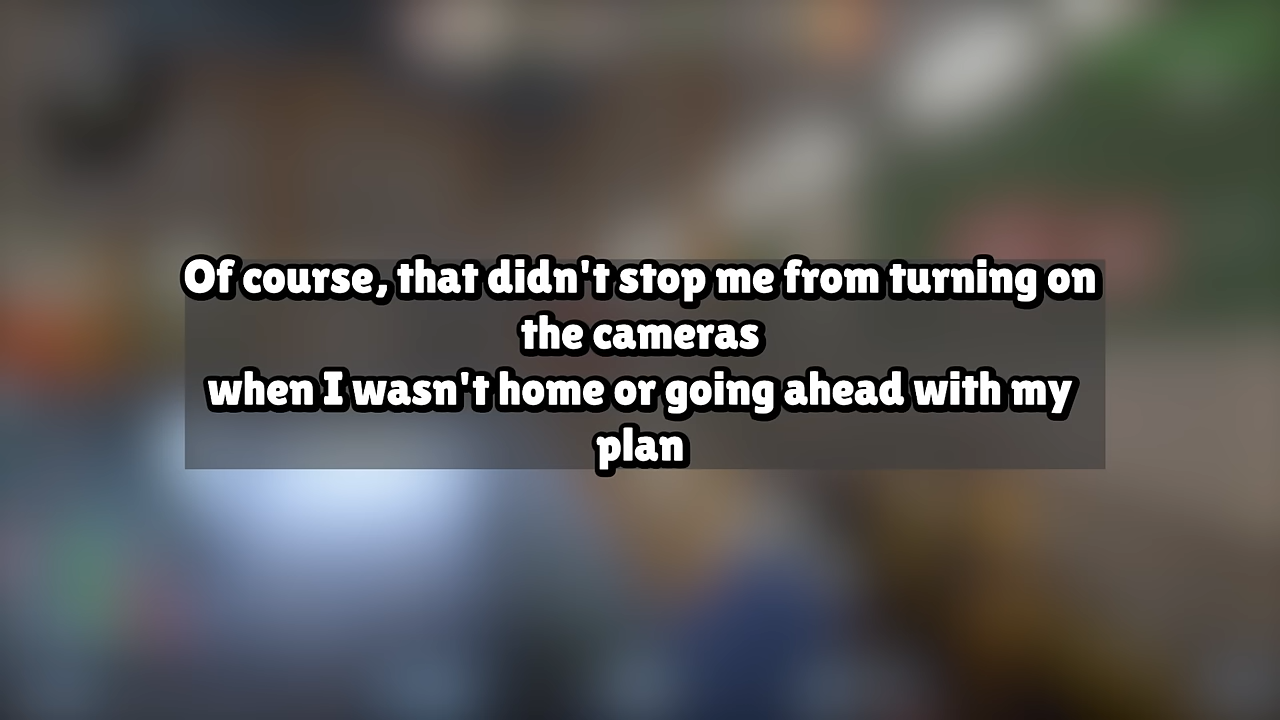 Of course, that didn't stop me from turning on
the cameras
when I wasn't home or going ahead with my
plan